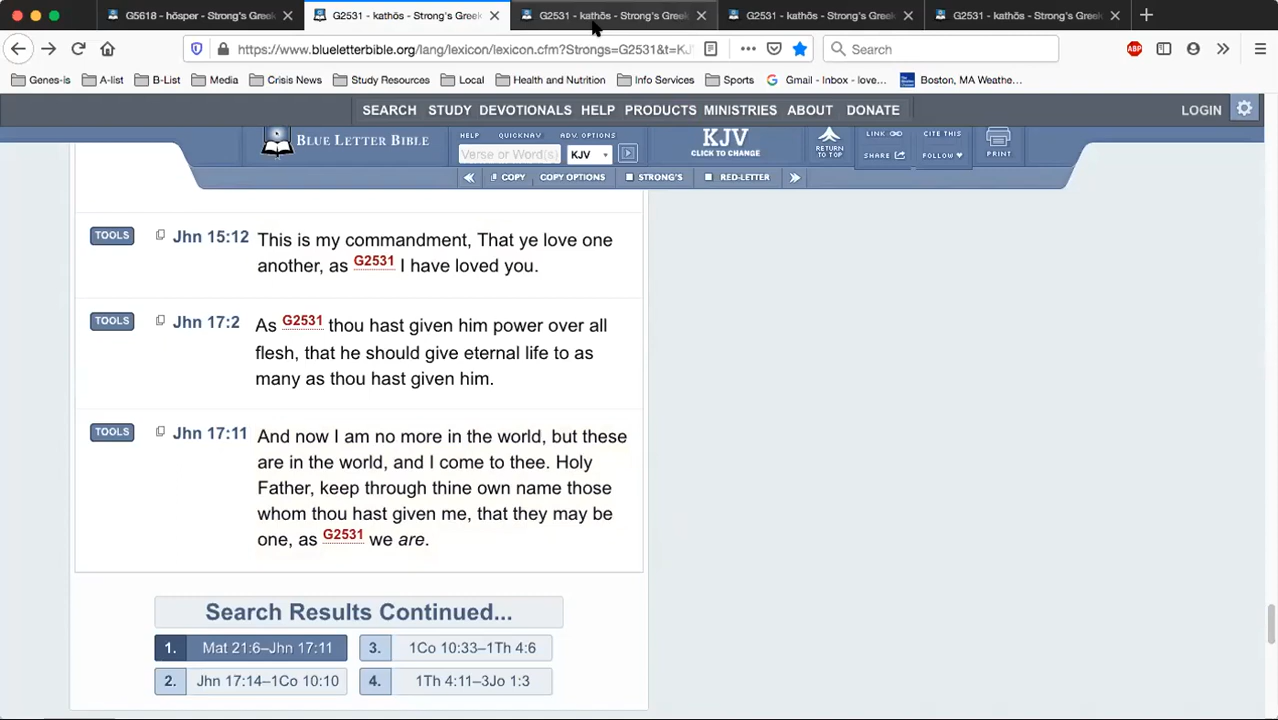 G5618 - hōsper - Strong's Greek G2531 - kathōs - Strong's Greek G2531 - kathōs - Strong's Greek G2531 - kathōs - Strong's Greek G2531 - kathōs - Strong's Greek
https://www.blueletterbible.org/lang/lexicon/lexicon.cfm?Strongs=G2531&t=KJV Search ABP
Genes-is A-list B-List Media Crisis News Study Resources Local Health and Nutrition Info Services Sports Gmail - Inbox - love... Boston, MA Weathe...
SEARCH STUDY DEVOTIONALS HELP PRODUCTS MINISTRIES ABOUT DONATE LOGIN
BLUE LETTER BIBLE HELP QUICKNAV ADV. OPTIONS KJV LINK CITE THIS
Verse or Word(s) KJV CLICK TO CHANGE RETURN TO TOP SHARE FOLLOW PRINT
COPY COPY OPTIONS STRONG'S RED-LETTER
TOOLS Jhn 15:12 This is my commandment, That ye love one
another, as G2531 I have loved you.
TOOLS Jhn 17:2 As G2531 thou hast given him power over all
flesh, that he should give eternal life to as
many as thou hast given him.
TOOLS Jhn 17:11 And now I am no more in the world, but these
are in the world, and I come to thee. Holy
Father, keep through thine own name those
whom thou hast given me, that they may be
one, as G2531 we are.
Search Results Continued...
1. Mat 21:6–Jhn 17:11 3. 1Co 10:33–1Th 4:6
2. Jhn 17:14–1Co 10:10 4. 1Th 4:11–3Jo 1:3